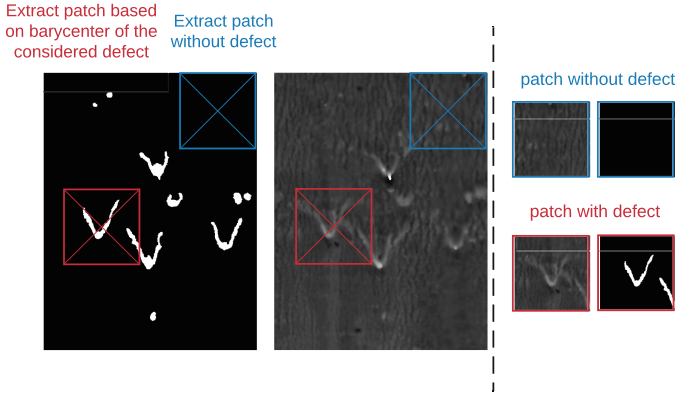 Extract patch based
on barycenter of the
considered defect
Extract patch
without defect
patch without defect
patch with defect